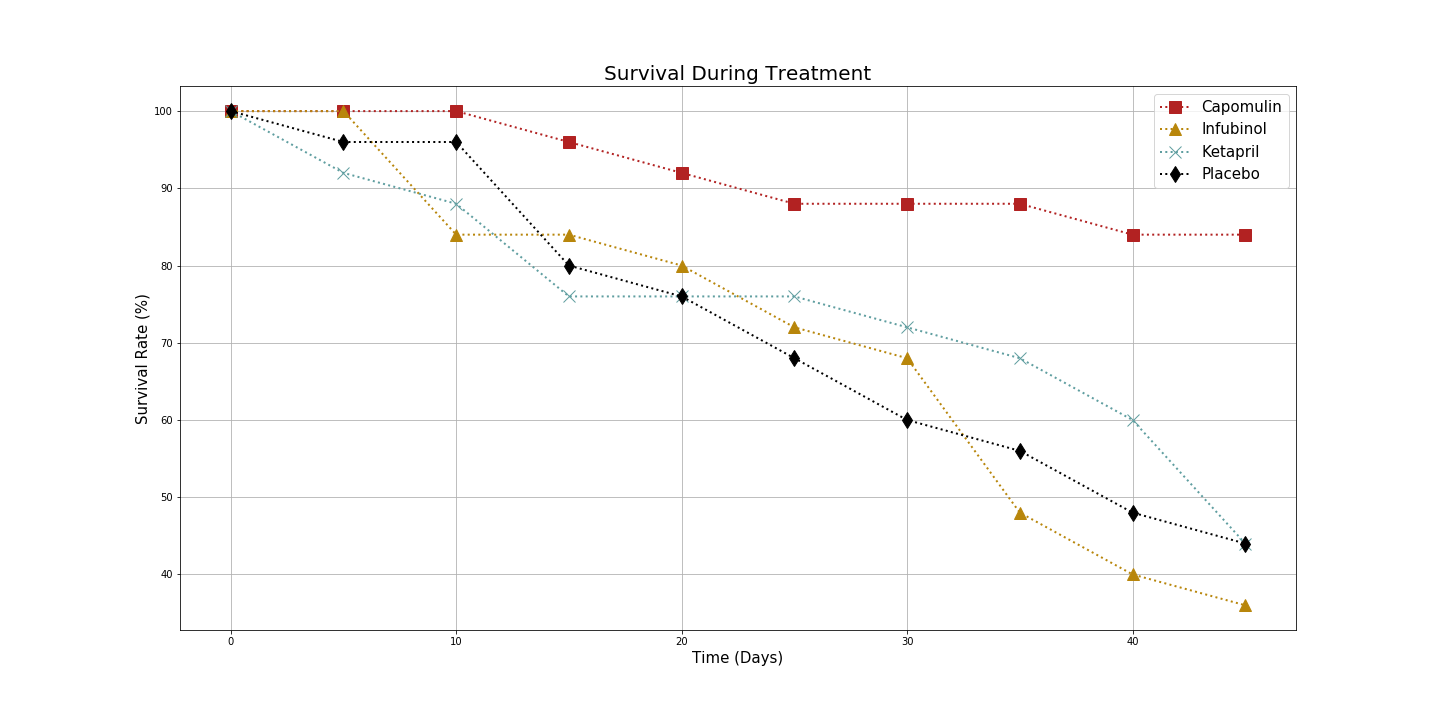 Survival During Treatment
Capomulin
Infubinol
Ketapril
Placebo
Survival Rate (%)
100
90
80
70
60
50
40
0 10 20 30 40
Time (Days)